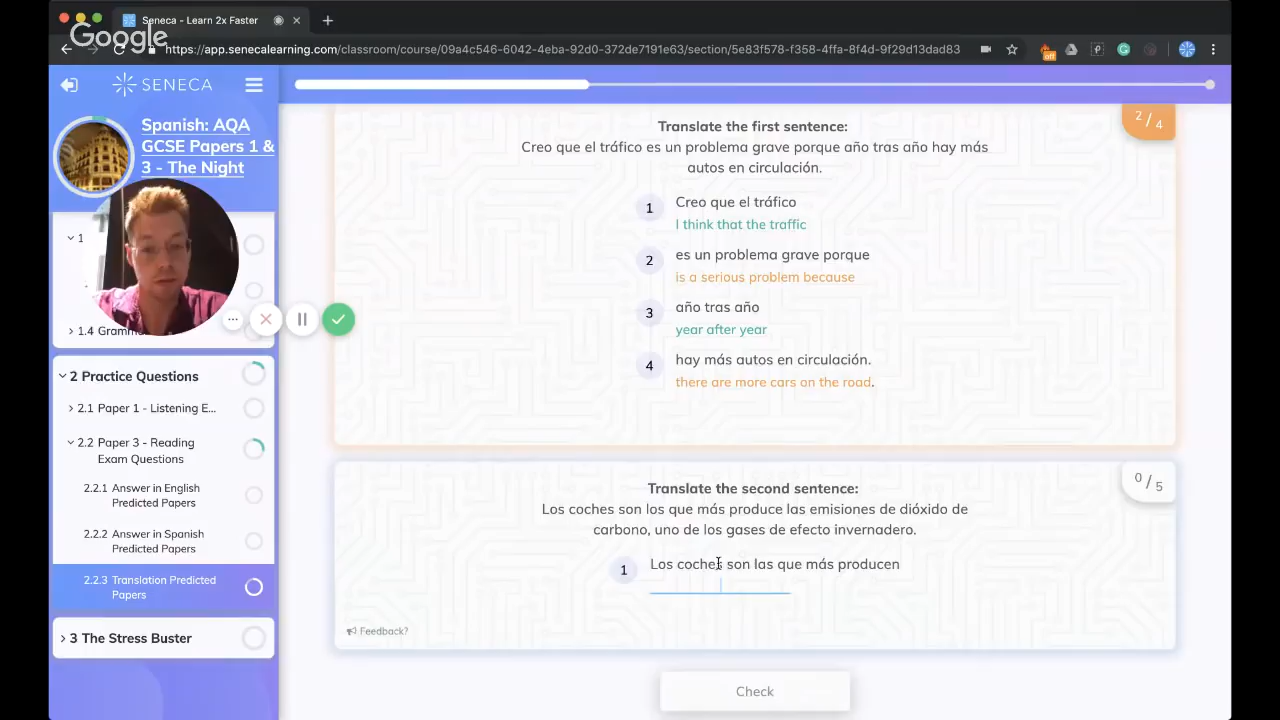 Seneca - Learn 2x Faster
Google
https://app.senecalearning.com/classroom/course/09a4c546-6042-4eba-92d0-372de7191e63/section/5e83f578-f358-4ffa-8f4d-9f29d13dad83
off
SENECA
Spanish: AQA
GCSE Papers 1 &
3 - The Night
1
1.4 Gramm
2 Practice Questions
2.1 Paper 1 - Listening E...
2.2 Paper 3 - Reading
Exam Questions
2.2.1 Answer in English
Predicted Papers
2.2.2 Answer in Spanish
Predicted Papers
2.2.3 Translation Predicted
Papers
3 The Stress Buster
2 / 4
Translate the first sentence:
Creo que el tráfico es un problema grave porque año tras año hay más
autos en circulación.
1 Creo que el tráfico
I think that the traffic
2 es un problema grave porque
is a serious problem because
3 año tras año
year after year
4 hay más autos en circulación.
there are more cars on the road.
0 / 5
Translate the second sentence:
Los coches son los que más produce las emisiones de dióxido de
carbono, uno de los gases de efecto invernadero.
1 Los coches son las que más producen
Feedback?
Check